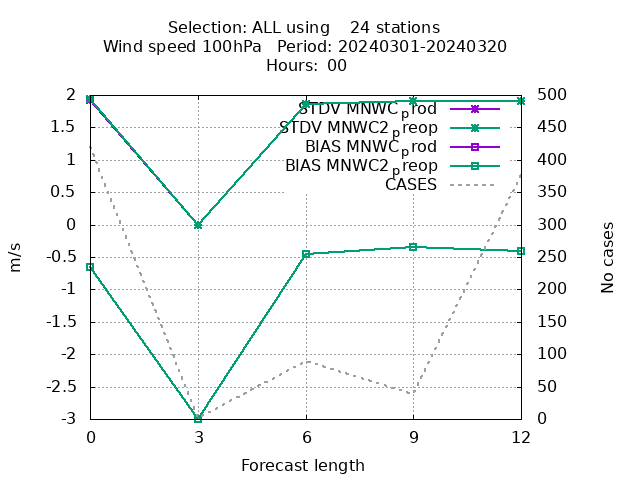 Selection: ALL using    24 stations
Wind speed 100hPa   Period: 20240301-20240320
Hours: 00
2 500
STDV MNWC_prod
1.5 STDV MNWC2_preop 450
BIAS MNWC_prod
1 BIAS MNWC2_preop 400
CASES
0.5 350
0 300
-0.5 250
-1 200
-1.5 150
-2 100
-2.5 50
-3 0
m/s
No cases
0 3 6 9 12
Forecast length